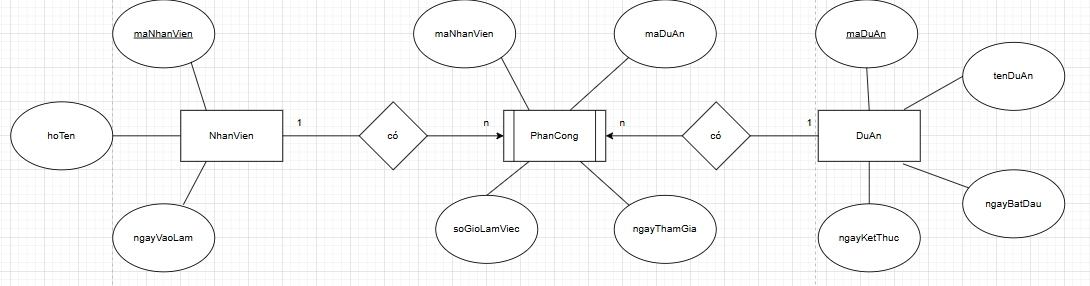 maNhanVien
maNhanVien
maDuAn
maDuAn
tenDuAn
hoTen
NhanVien
1
có
n
PhanCong
n
có
1
DuAn
ngayBatDau
ngayVaoLam
soGioLamViec
ngayThamGia
ngayKetThuc